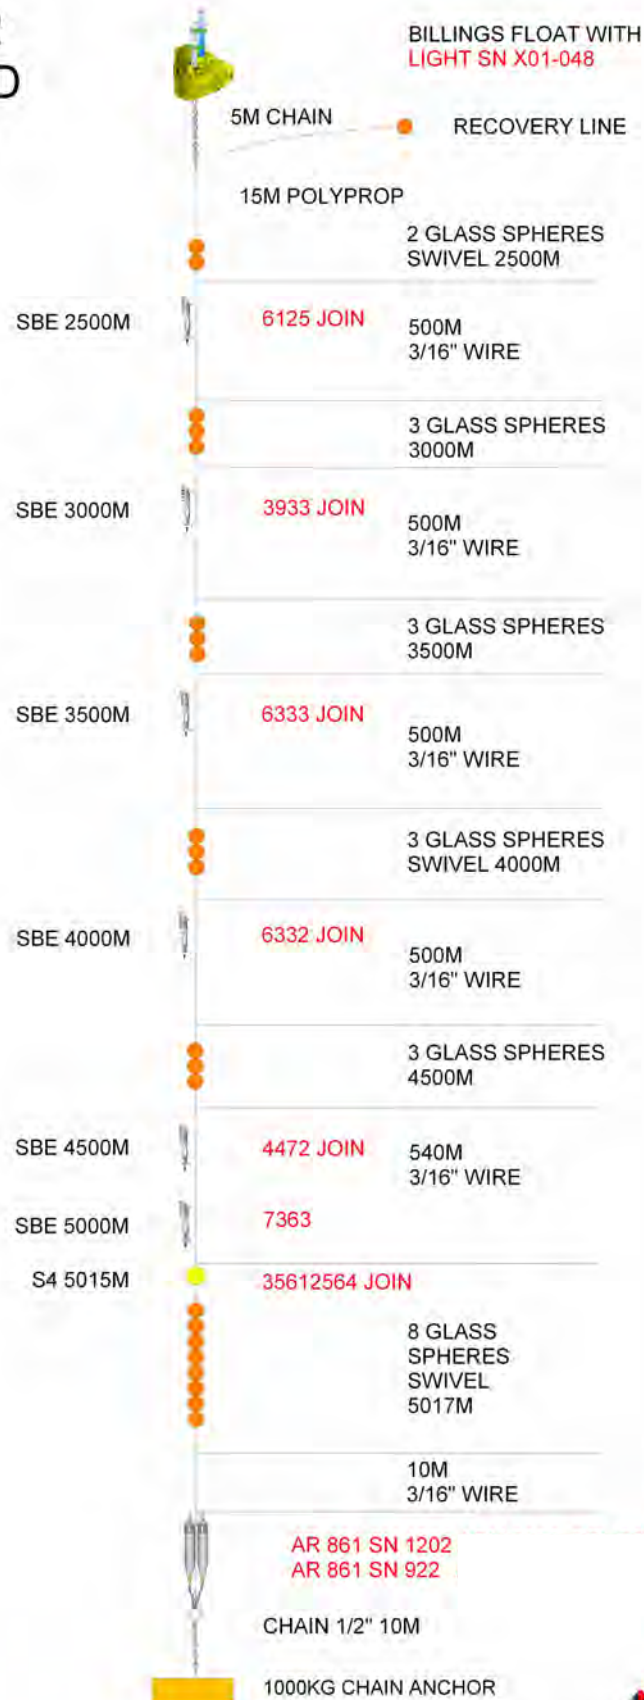 D
BILLINGS FLOAT WITH
LIGHT SN X01-048
5M CHAIN
RECOVERY LINE
15M POLYPROP
2 GLASS SPHERES
SWIVEL 2500M
SBE 2500M
6125 JOIN
500M
3/16" WIRE
3 GLASS SPHERES
3000M
SBE 3000M
3933 JOIN
500M
3/16" WIRE
3 GLASS SPHERES
3500M
SBE 3500M
6333 JOIN
500M
3/16" WIRE
3 GLASS SPHERES
SWIVEL 4000M
SBE 4000M
6332 JOIN
500M
3/16" WIRE
3 GLASS SPHERES
4500M
SBE 4500M
4472 JOIN
540M
3/16" WIRE
SBE 5000M
7363
S4 5015M
35612564 JOIN
8 GLASS
SPHERES
SWIVEL
5017M
10M
3/16" WIRE
AR 861 SN 1202
AR 861 SN 922
CHAIN 1/2" 10M
1000KG CHAIN ANCHOR